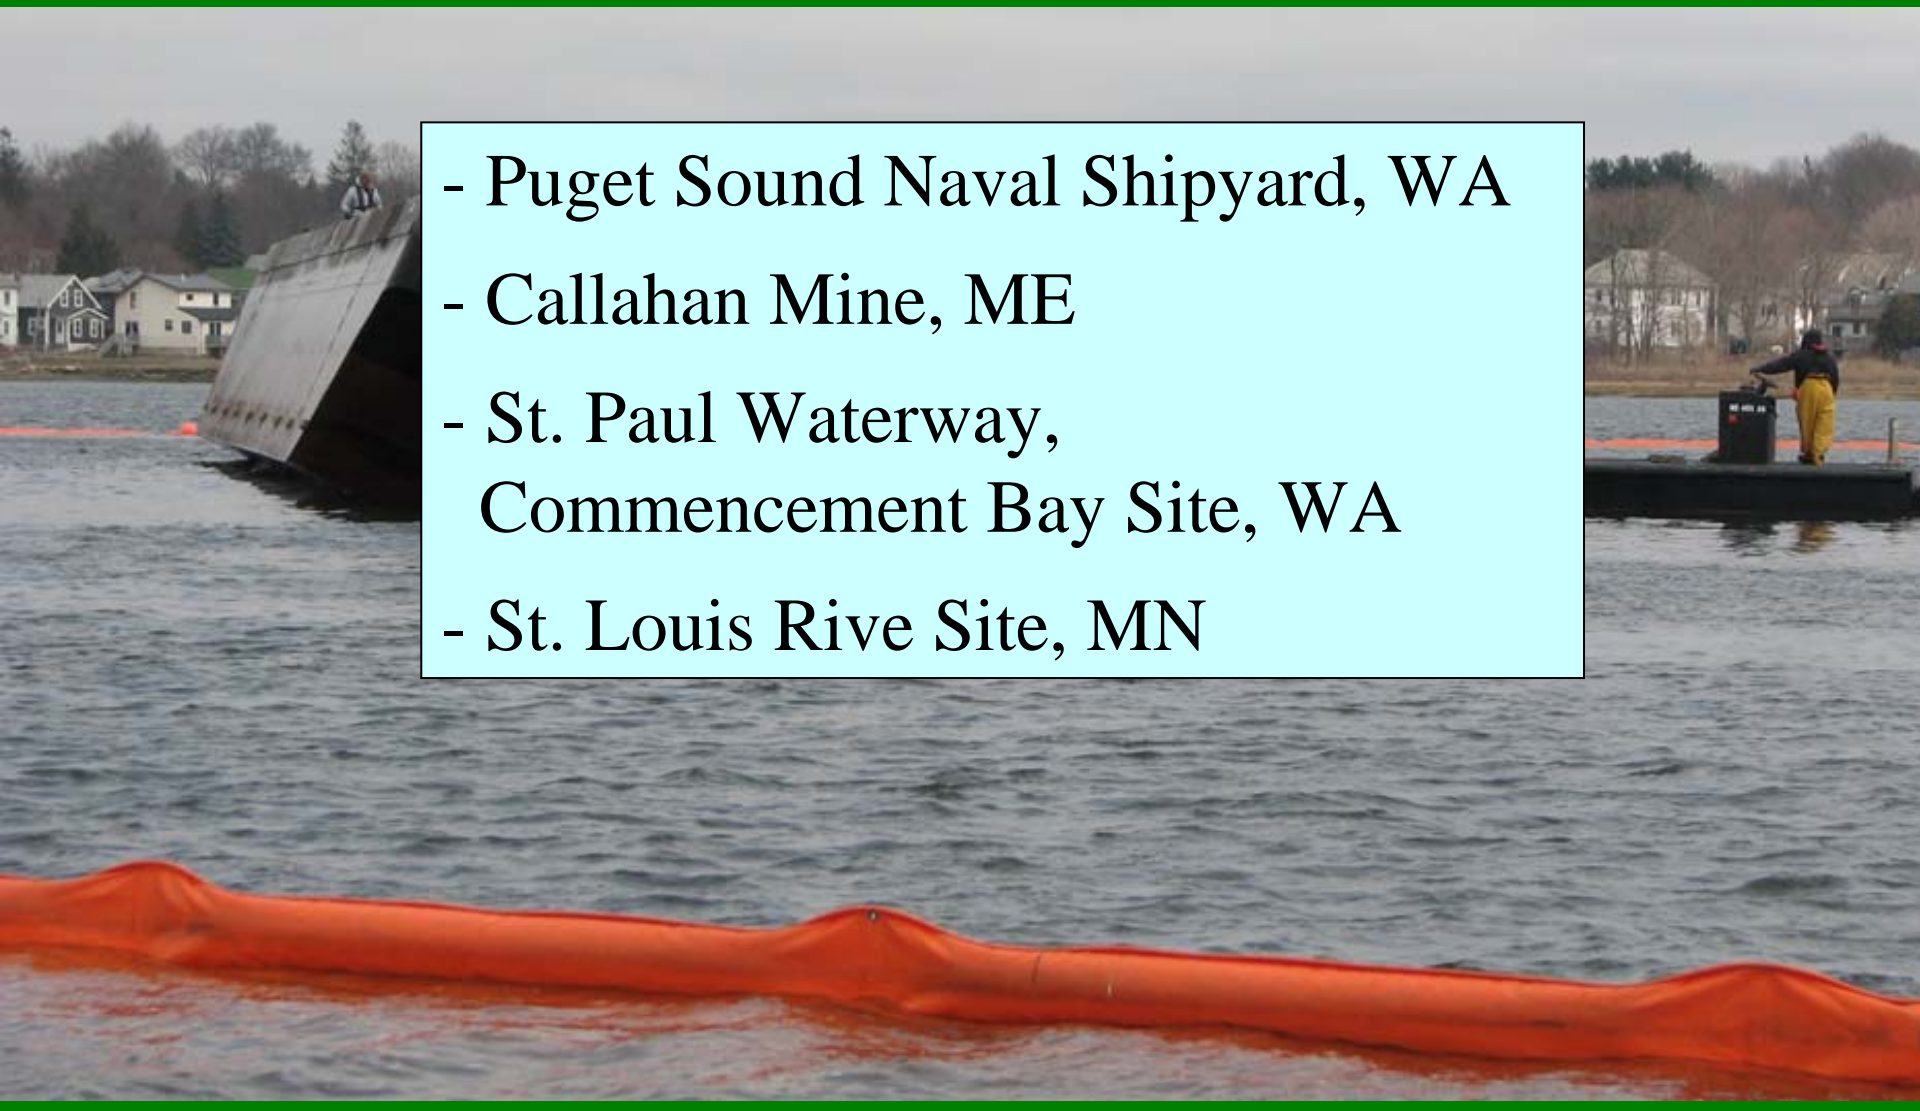 - Puget Sound Naval Shipyard, WA
- Callahan Mine, ME
- St. Paul Waterway,
Commencement Bay Site, WA
- St. Louis Rive Site, MN